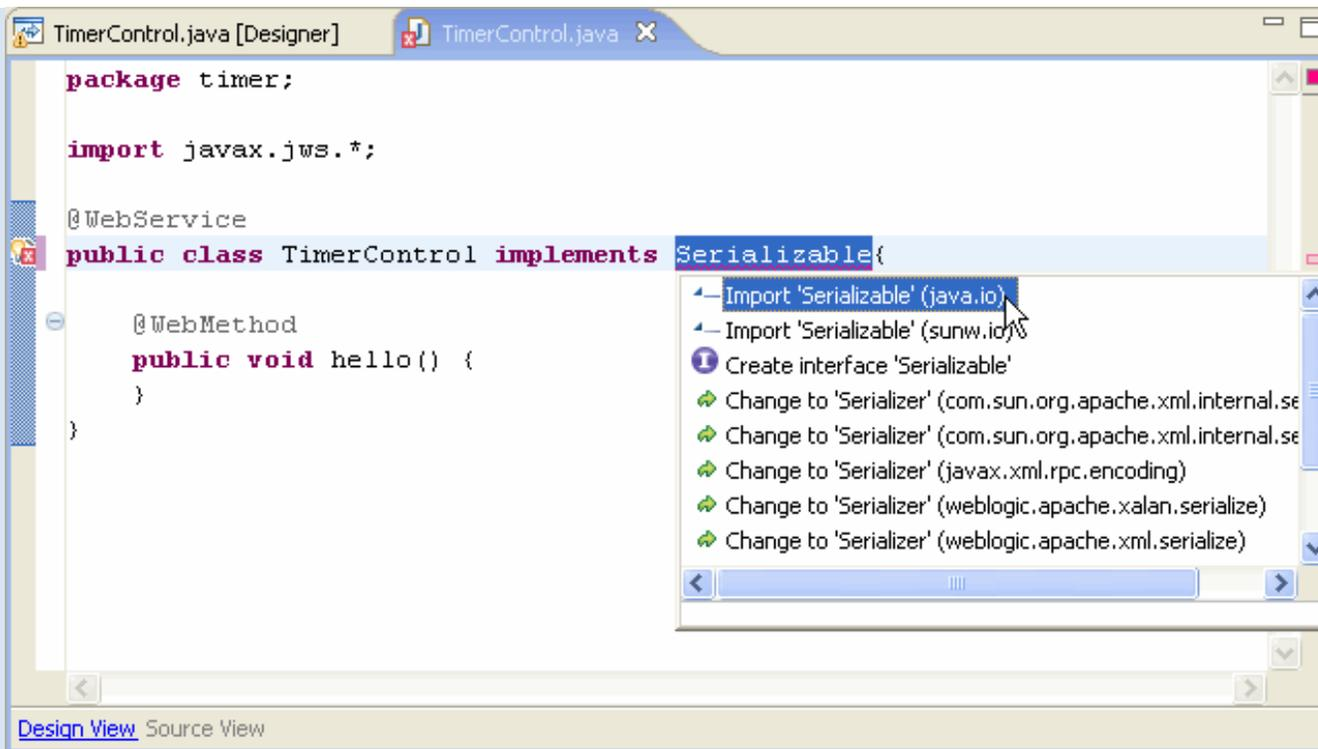 TimerControl.java [Designer]
TimerControl.java
package timer;
import javax.jws.*;
@WebService
public class TimerControl implements Serializable{
@WebMethod
public void hello() {
}
}
Import 'Serializable' (java.io)
Import 'Serializable' (sunw.io)
Create interface 'Serializable'
Change to 'Serializer' (com.sun.org.apache.xml.internal.se
Change to 'Serializer' (com.sun.org.apache.xml.internal.se
Change to 'Serializer' (javax.xml.rpc.encoding)
Change to 'Serializer' (weblogic.apache.xalan.serialize)
Change to 'Serializer' (weblogic.apache.xml.serialize)
Design View Source View